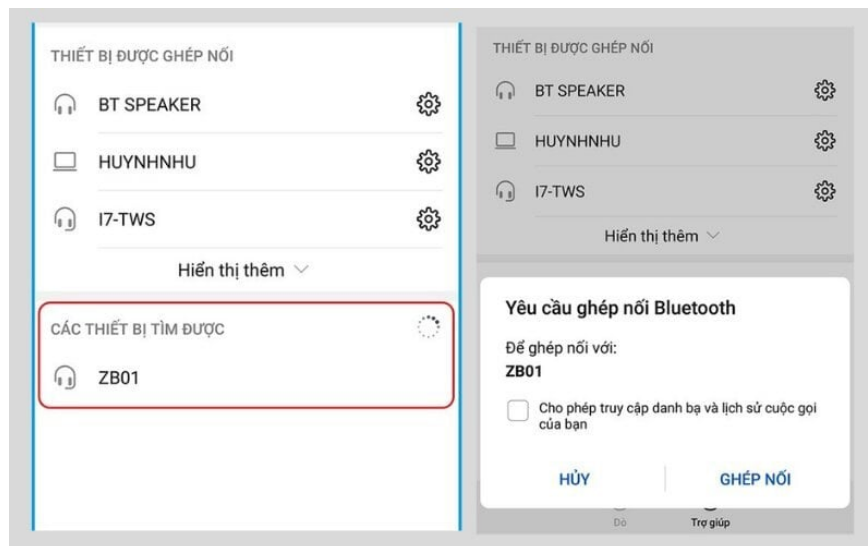 THIẾT BỊ ĐƯỢC GHÉP NỐI
BT SPEAKER
HUYNHNHU
I7-TWS
Hiển thị thêm
CÁC THIẾT BỊ TÌM ĐƯỢC
ZB01
THIẾT BỊ ĐƯỢC GHÉP NỐI
BT SPEAKER
HUYNHNHU
I7-TWS
Hiển thị thêm
Yêu cầu ghép nối Bluetooth
Để ghép nối với:
ZB01
Cho phép truy cập danh bạ và lịch sử cuộc gọi
của bạn
HỦY GHÉP NỐI
Dò Trợ giúp